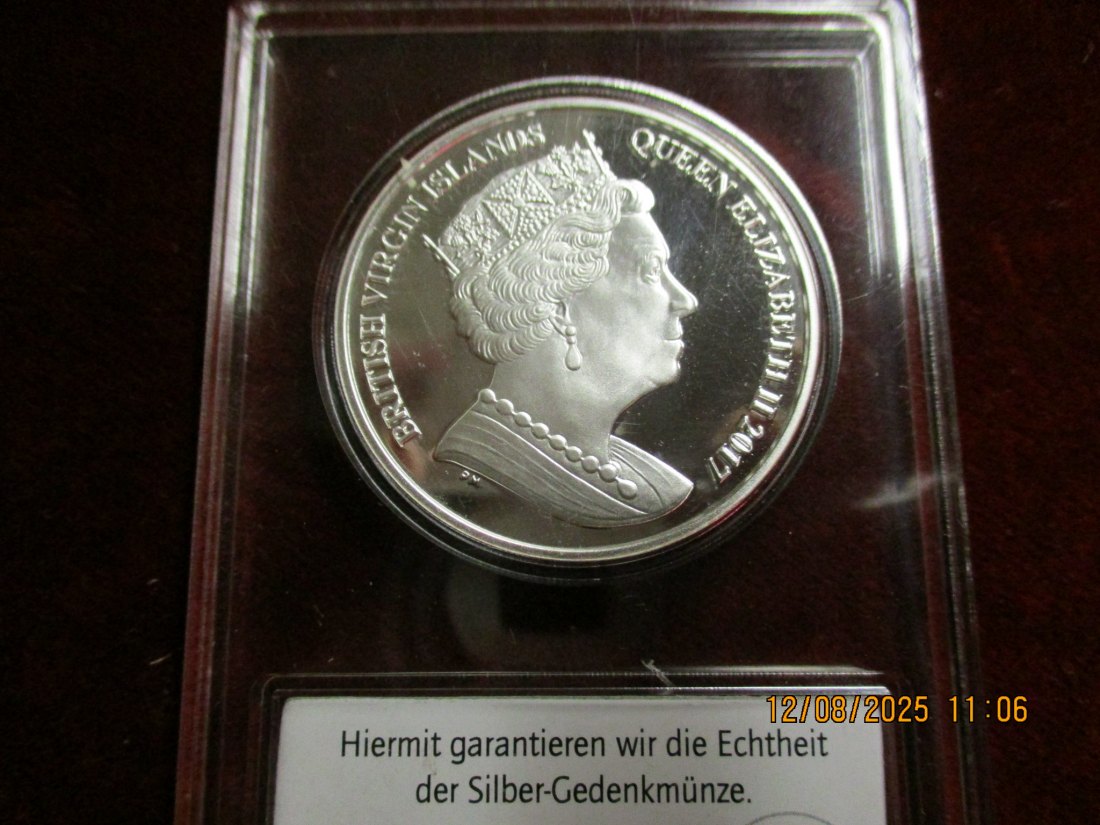 BRITISH VIRGIN ISLANDS
QUEEN ELIZABETH II 2017
12/08/2025 11:06
Hiermit garantieren wir die Echtheit
der Silber-Gedenkmünze.